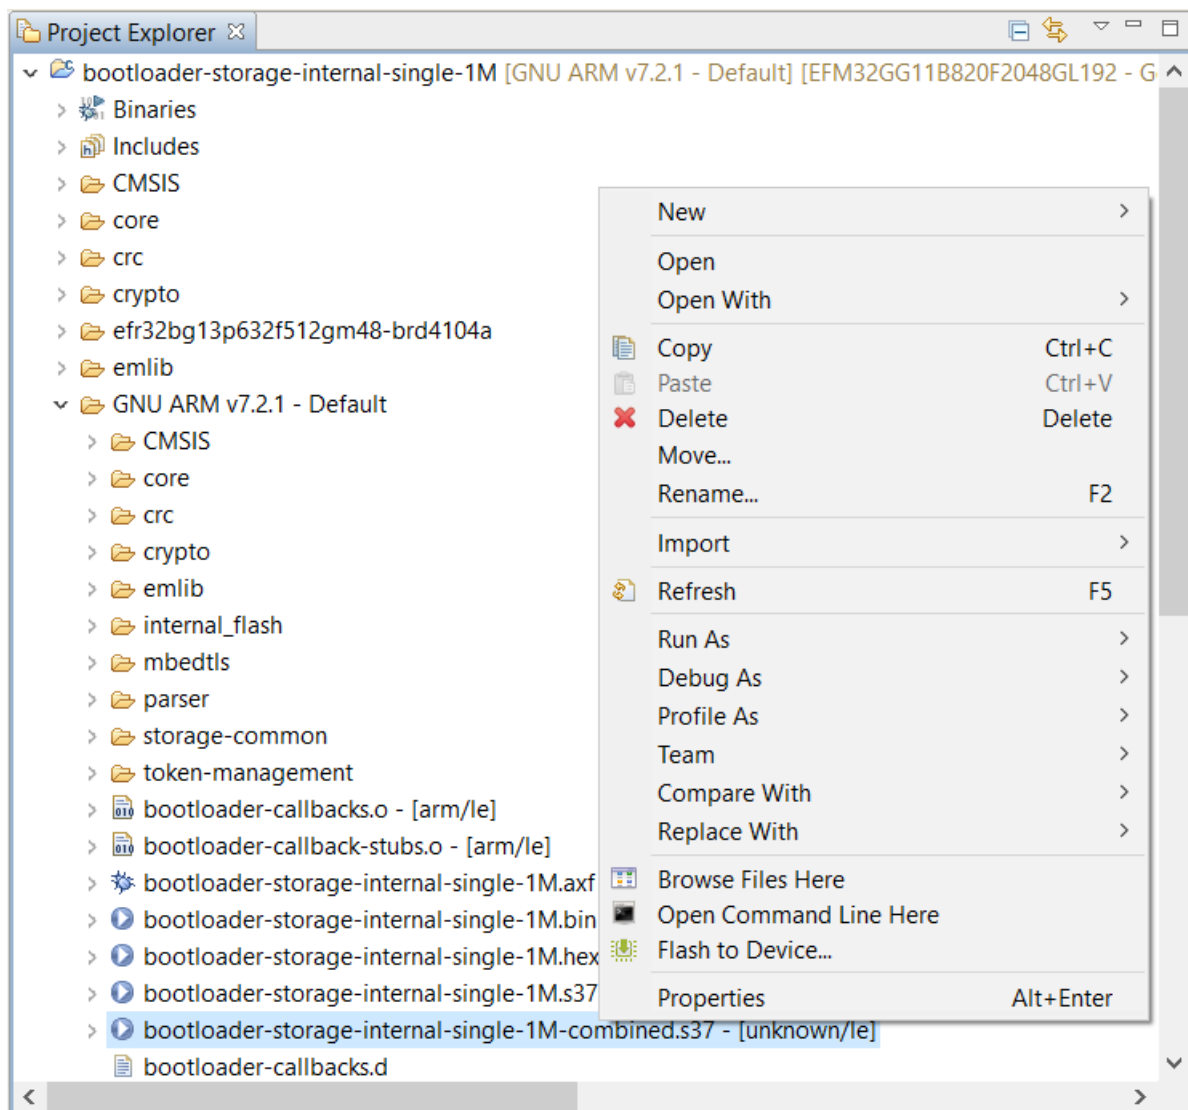 Project Explorer
bootloader-storage-internal-single-1M [GNU ARM v7.2.1 - Default] [EFM32GG11B820F2048GL192 - G
Binaries
Includes
CMSIS
core
crc
crypto
efr32bg13p632f512gm48-brd4104a
emlib
GNU ARM v7.2.1 - Default
CMSIS
core
crc
crypto
emlib
internal_flash
mbedtls
parser
storage-common
token-management
bootloader-callbacks.o - [arm/le]
bootloader-callback-stubs.o - [arm/le]
bootloader-storage-internal-single-1M.axf
bootloader-storage-internal-single-1M.bin
bootloader-storage-internal-single-1M.hex
bootloader-storage-internal-single-1M.s37
bootloader-storage-internal-single-1M-combined.s37 - [unknown/le]
bootloader-callbacks.d
New
Open
Open With
Copy Ctrl+C
Paste Ctrl+V
Delete Delete
Move...
Rename... F2
Import
Refresh F5
Run As
Debug As
Profile As
Team
Compare With
Replace With
Browse Files Here
Open Command Line Here
Flash to Device...
Properties Alt+Enter